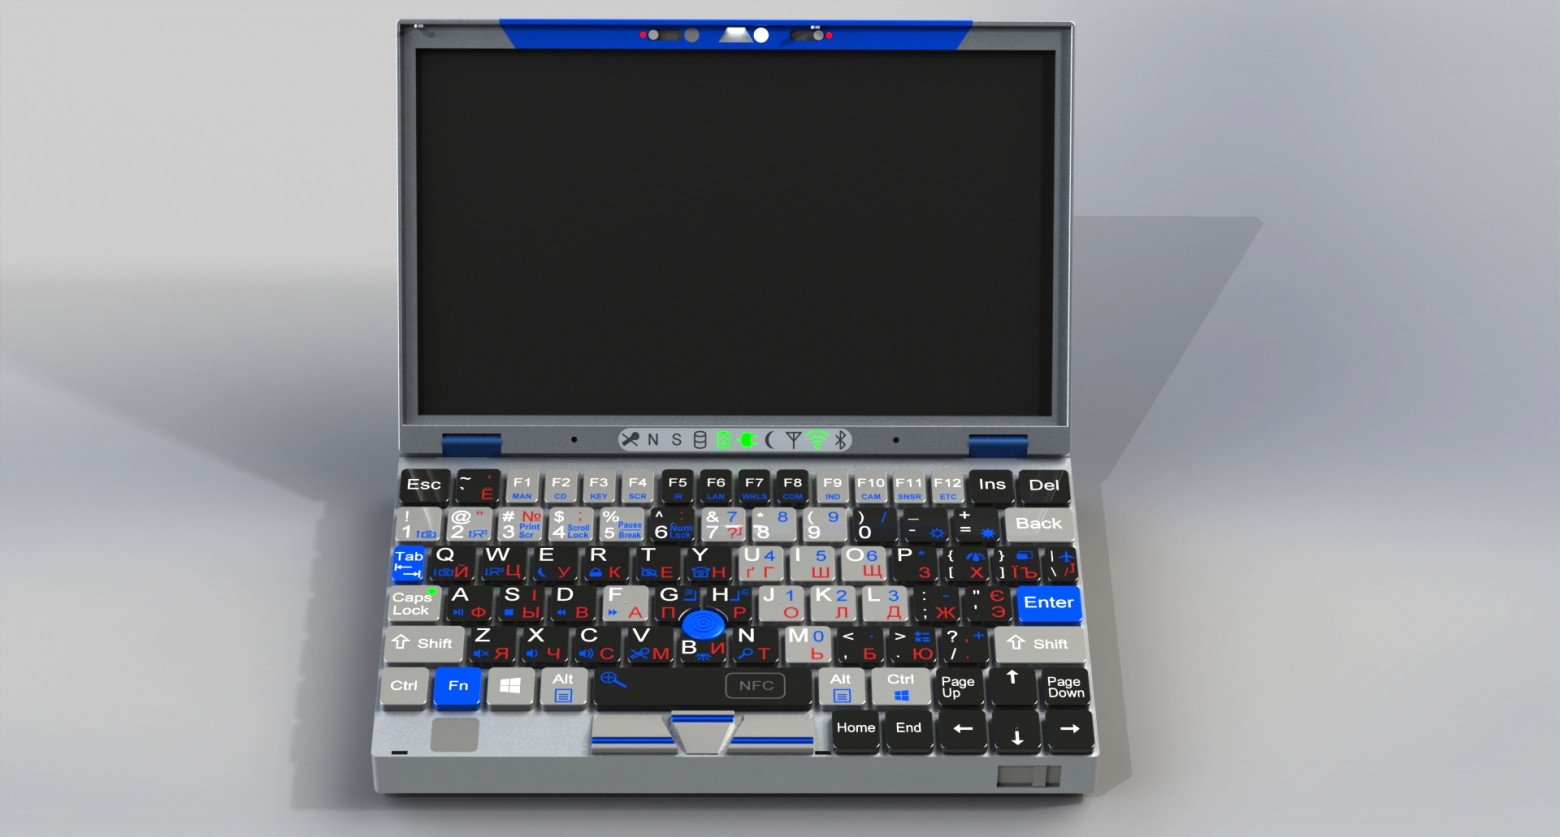 N S
Esc ~ ` Ё F1 F2 F3 F4 F5 F6 F7 F8 F9 F10 F11 F12 Ins Del
MAN CD KEY SCR IR LAN WRLS COM IND CAM SNSR ETC
! 1 @ " 2 # № 3 Print Scr $ ; 4 Scroll Lock % 5 Pause Break ^ : 6 Num Lock & 7 7 ? * 8 8 ( 9 9 ) / 0 _ - + = Back
Tab Q Й W Ц E У R К T Е Y Н U 4 ґ Г I 5 Ш O 6 Щ P * З { [ Х } ] Ї Ъ | \ /
Caps Lock A Ф S І Ы D В F А G П H Р J 1 О K 2 Л L 3 Д : - ; Ж " Є ' Э Enter
Shift Z Я X Ч C С V М B И N Т M 0 Ь < . , Б > . Ю ? , + / . Shift
Ctrl Fn Alt NFC Alt Ctrl Page Up ↑ Page Down
Home End ← ↓ →